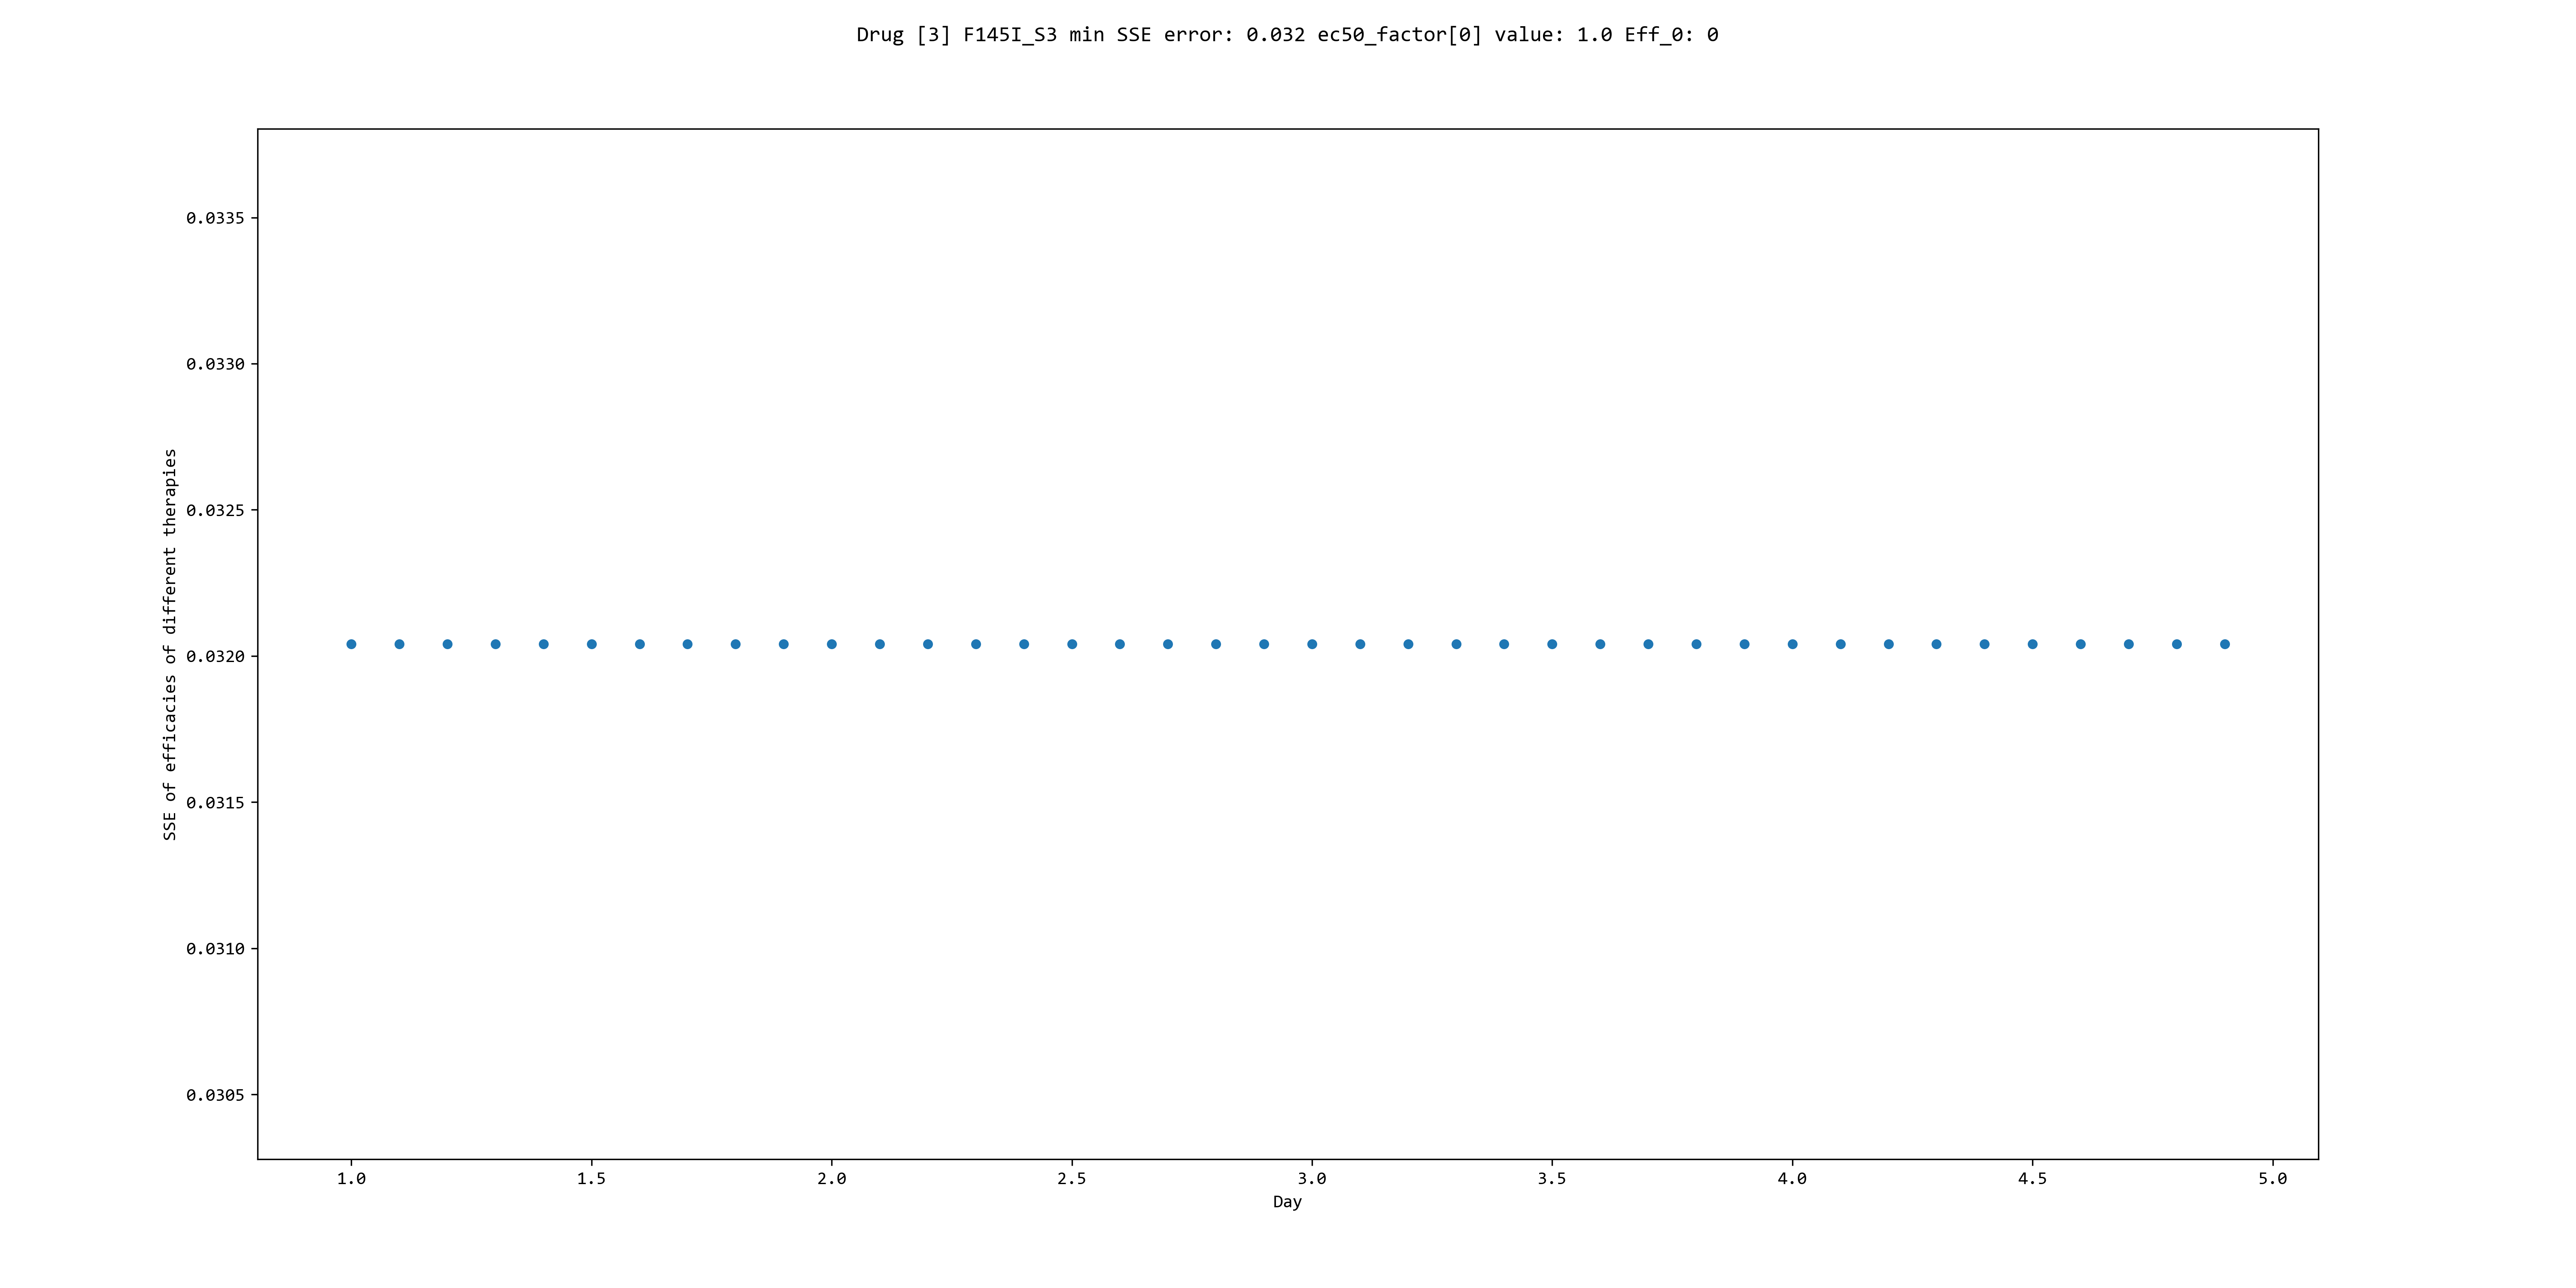 Drug [3] F145I_S3 min SSE error: 0.032 ec50_factor[0] value: 1.0 Eff_0: 0
SSE of efficacies of different therapies
0.0335
0.0330
0.0325
0.0320
0.0315
0.0310
0.0305
1.0 1.5 2.0 2.5 3.0 3.5 4.0 4.5 5.0
Day